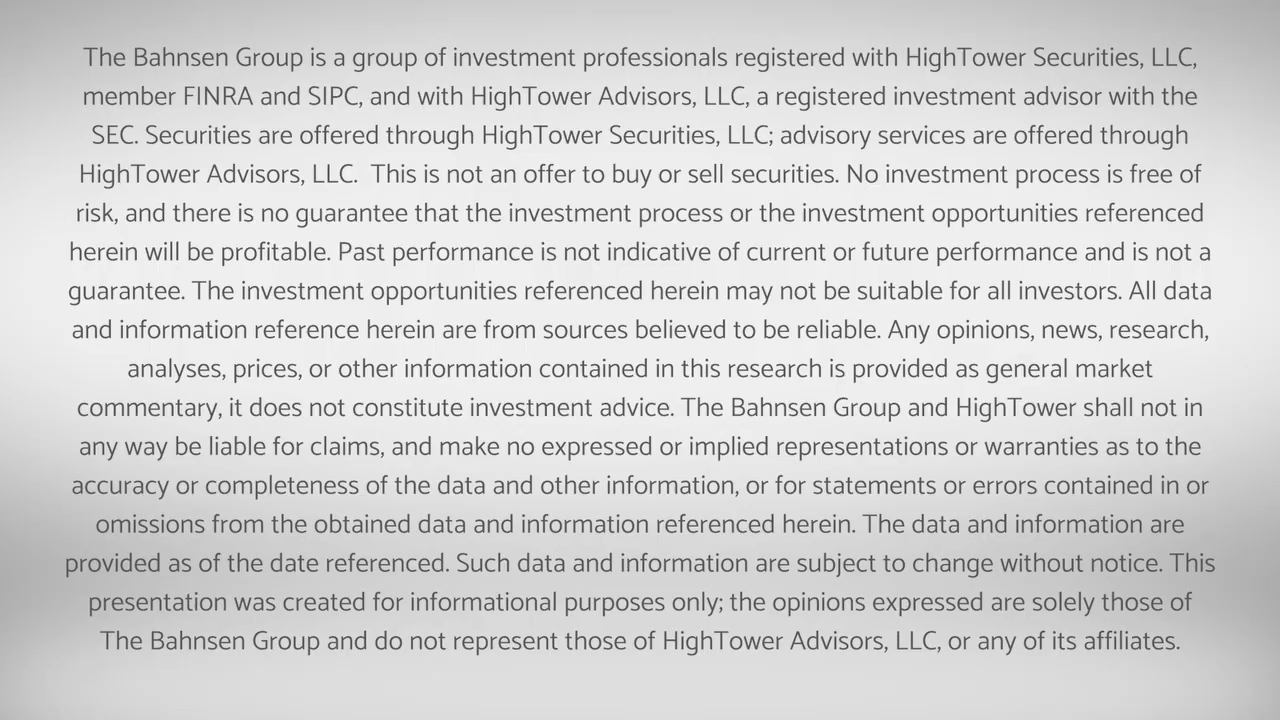 The Bahnsen Group is a group of investment professionals registered with HighTower Securities, LLC,
member FINRA and SIPC, and with HighTower Advisors, LLC, a registered investment advisor with the
SEC. Securities are offered through HighTower Securities, LLC; advisory services are offered through
HighTower Advisors, LLC.  This is not an offer to buy or sell securities. No investment process is free of
risk, and there is no guarantee that the investment process or the investment opportunities referenced
herein will be profitable. Past performance is not indicative of current or future performance and is not a
guarantee. The investment opportunities referenced herein may not be suitable for all investors. All data
and information reference herein are from sources believed to be reliable. Any opinions, news, research,
analyses, prices, or other information contained in this research is provided as general market
commentary, it does not constitute investment advice. The Bahnsen Group and HighTower shall not in
any way be liable for claims, and make no expressed or implied representations or warranties as to the
accuracy or completeness of the data and other information, or for statements or errors contained in or
omissions from the obtained data and information referenced herein. The data and information are
provided as of the date referenced. Such data and information are subject to change without notice. This
presentation was created for informational purposes only; the opinions expressed are solely those of
The Bahnsen Group and do not represent those of HighTower Advisors, LLC, or any of its affiliates.